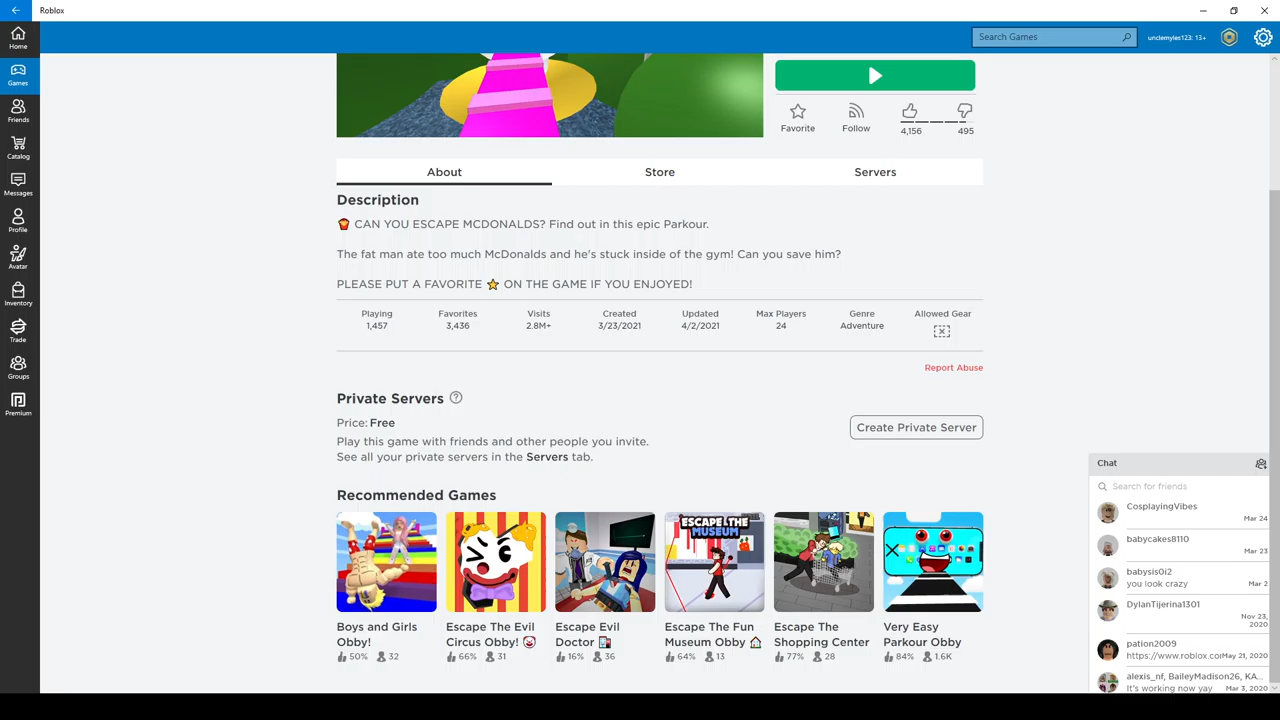 Roblox
Search Games
unclemyles123: 13+
Home
Games
Friends
Catalog
Messages
Profile
Avatar
Inventory
Trade
Groups
Premium
Favorite
Follow
4,156
495
About
Store
Servers
Description
CAN YOU ESCAPE MCDONALDS? Find out in this epic Parkour.
The fat man ate too much McDonalds and he's stuck inside of the gym! Can you save him?
PLEASE PUT A FAVORITE ⭐ ON THE GAME IF YOU ENJOYED!
Playing
1,457
Favorites
3,436
Visits
2.8M+
Created
3/23/2021
Updated
4/2/2021
Max Players
24
Genre
Adventure
Allowed Gear
Report Abuse
Private Servers
Price: Free
Play this game with friends and other people you invite.
See all your private servers in the Servers tab.
Create Private Server
Recommended Games
ESCAPE THE
MUSEUM
Boys and Girls
Obby!
50% 32
Escape The Evil
Circus Obby! 🤡
66% 31
Escape Evil
Doctor 🏥
16% 36
Escape The Fun
Museum Obby 🏠
64% 13
Escape The
Shopping Center
77% 28
Very Easy
Parkour Obby
84% 1.6K
Chat
Search for friends
CosplayingVibes
Mar 24
babycakes8110
Mar 23
babysis0i2
you look crazy
Mar 2
DylanTijerina1301
Nov 23,
2020
pation2009
https://www.roblox.co
May 21, 2020
alexis_nf, BaileyMadison26, KA...
It's working now yay
Mar 3, 2020